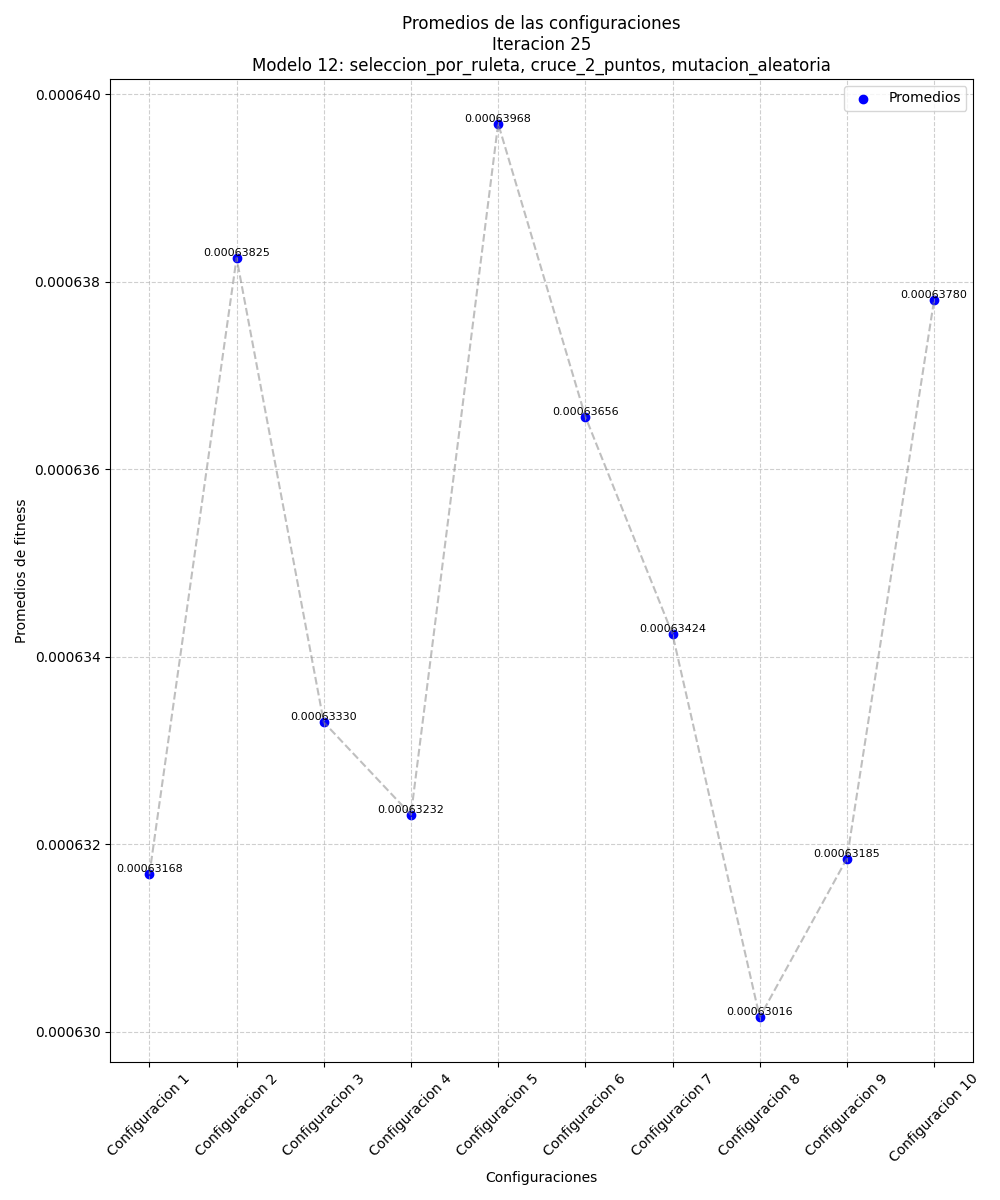 Promedios de las configuraciones
Iteracion 25
Modelo 12: seleccion_por_ruleta, cruce_2_puntos, mutacion_aleatoria
Promedios
0.000640
0.000638
0.000636
0.000634
0.000632
0.000630
Promedios de fitness
0.00063168
0.00063825
0.00063330
0.00063232
0.00063968
0.00063656
0.00063424
0.00063016
0.00063185
0.00063780
Configuracion 1
Configuracion 2
Configuracion 3
Configuracion 4
Configuracion 5
Configuracion 6
Configuracion 7
Configuracion 8
Configuracion 9
Configuracion 10
Configuraciones